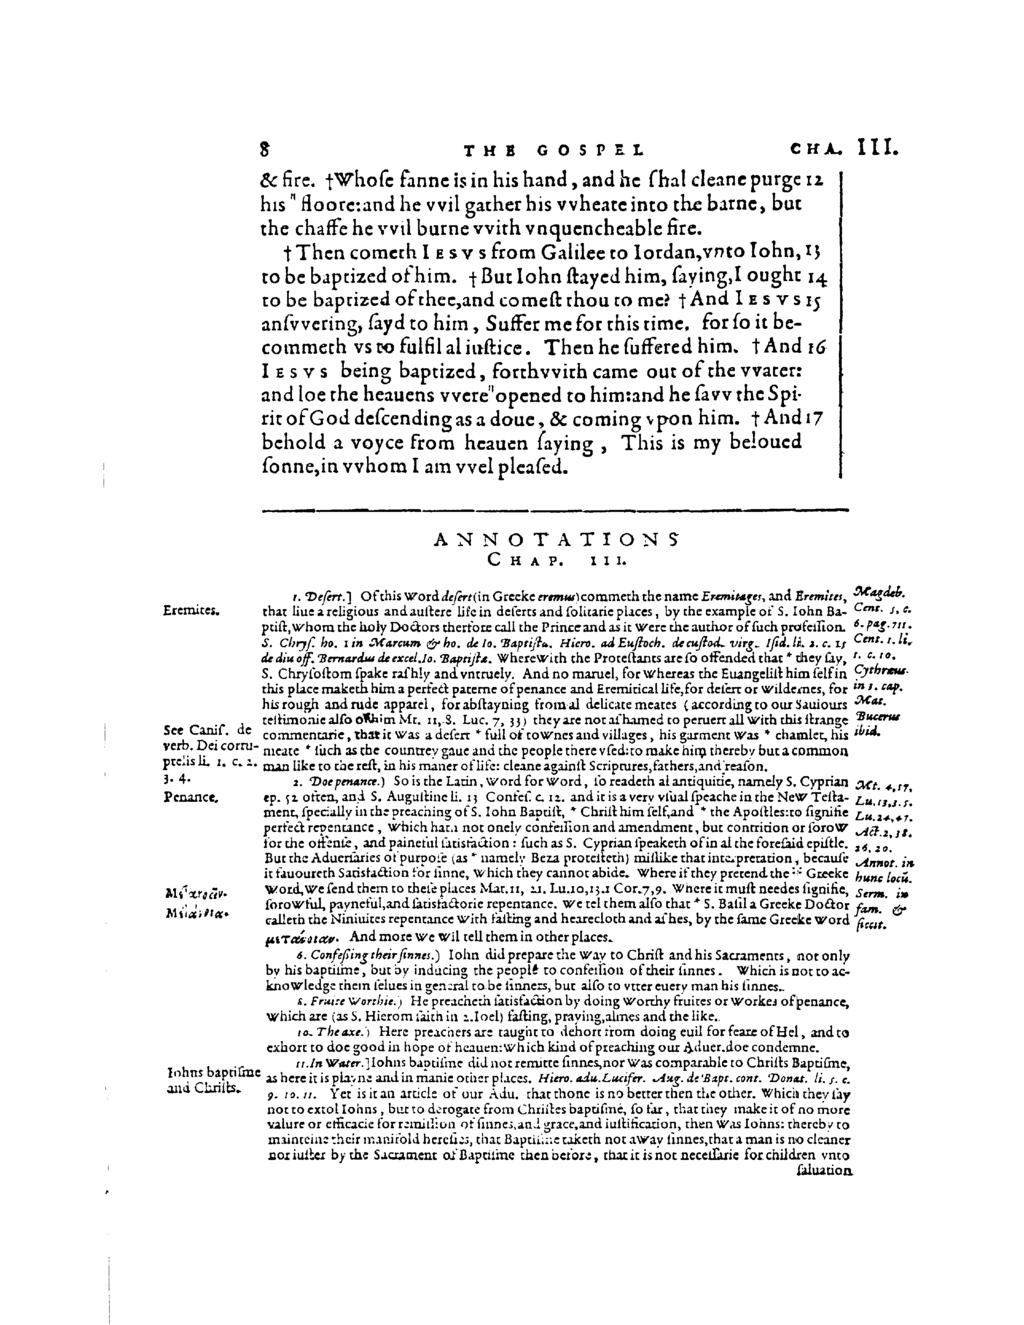 8 THE GOSPEL CHA. III.
& fire. †Whoſe fanne is in his hand, and he ſhal cleane purge 12
his " floore: and he vvil gather his vvheate into the barne, but
the chaffe he vvil burne vvith vnquencheable fire.
† Then cometh IESVS from Galilee to Iordan, vnto Iohn, 13
to be baptized of him. † But Iohn ſtayed him, ſaying, I ought 14
to be baptized of thee, and comeſt thou to me? † And IESVS 15
anſvvering, ſayd to him, Suffer me for this time. for ſo it be-
commeth vs to fulfil al iuſtice. Then he ſuffered him. † And 16
IESVS being baptized, forthvvith came out of the vvater:
and loe the heauens vvere "opened to him: and he ſavv the Spi-
rit of God deſcending as a doue, & coming vpon him. † And 17
behold a voyce from heauen ſaying, This is my beloued
ſonne, in vvhom I am vvel pleaſed.
ANNOTATIONS
CHAP. III.
1. Deſert.] Of this Word deſert (in Greeke eremus) commeth the name Eremitages, and Eremites, Magdeb.
Eremites. that liue a religious and auſtere life in deſerts and ſolitarie places, by the example of S. Iohn Ba- Cent. 1, c.
ptiſt, Whom the holy Doctors therfore call the Prince and as it Were the author of ſuch profeſſion. 6. pag. 711.
S. Chryſ. ho. 1 in Marcum & ho. de Io. Baptiſta. Hiero. ad Euſtoch. de cuſtod. virg. Iſid. li. 2. c. 15 Cent. 1. li.
de diu off. Bernardus de excel. Io. Baptiſta. WhereWith the Proteſtants are ſo offended that * they ſay, 1. c. 10.
S. Chryſoſtom ſpake raſhly and vntruely. And no maruel, for whereas the Euangeliſt him ſelf in Cythræus
this place maketh him a perfect paterne of penance and Eremitical life, for deſert or wildernes, for in 3. cap.
his rough and rude apparel, for abſtayning from al delicate meates (according to our Sauiours Mat.
teſtimonie alſo of him Mt. 11, 8. Luc. 7, 33) they are not aſhamed to peruert all With this ſtrange Bucerus
See Caniſ. de commentarie, that it Was a deſert * full of toWnes and villages, his garment Was * chamlet, his ibid.
verb. Dei corru- meate * ſuch as the countrey gaue and the people there vſed: to make him thereby but a common
ptelis li. 1. c. 2. man like to the reſt, in his maner of life: cleane againſt Scriptures, fathers, and reaſon.
3. 4. 2. Doe penance.) So is the Latin, Word for Word, ſo readeth al antiquitie, namely S. Cyprian Mt. 4, 17.
Penance. ep. 52 often, and S. Auguſtine li. 13 Confeſ. c. 12. and it is a very vſual ſpeache in the NeW Teſta- Lu. 13, 3. 5.
ment, ſpecially in the preaching of S. Iohn Baptiſt, * Chriſt him ſelf, and * the Apoſtles: to ſignifie Lu. 24, 47.
perfect repentance, Which hath not onely confeſſion and amendment, but contrition or ſoroW Act. 2, 38.
for the offenſe, and paineful ſatisfaction: ſuch as S. Cyprian ſpeaketh of in al the foreſaid epiſtle. 26, 20.
But the Aduerſaries of purpoſe (as * namely Beza proteſteth) miſlike that interpretation, becauſe Annot. in
it fauoureth Satisfaction for ſinne, Which they cannot abide. Where if they pretend the Greeke hunc locū.
Word, We ſend them to theſe places Mat. 11, 21. Lu. 10, 13. 1 Cor. 7, 9. Where it muſt needes ſignifie, Serm. in
ſoroWful, payneful, and ſatisfactorie repentance. We tel them alſo that * S. Baſil a Greeke Doctor fam. &
calleth the Niniuites repentance With faſting and hearecloth and aſhes, by the ſame Greeke Word ſiccit.
μετάνοιαν. And more We Wil tell them in other places.
6. Confeſſing their ſinnes.) Iohn did prepare the Way to Chriſt and his Sacraments, not only
by his baptiſme, but by inducing the people to confeſſion of their ſinnes. Which is not to ac-
knoWledge them ſelues in general to be ſinners, but alſo to vtter euery man his ſinnes.
8. Fruite Worthie.) He preacheth ſatisfaction by doing Worthy fruites or Workes of penance,
Which are (as S. Hierom ſaith in 2. Ioel) faſting, praying, almes and the like.
10. The axe.) Here preachers are taught to dehort from doing euil for feare of Hel, and to
exhort to doe good in hope of heauen: Which kind of preaching our Aduer. doe condemne.
11. In Water.] Iohns baptiſme did not remitte ſinnes, nor Was comparable to Chriſts Baptiſme,
Iohns baptiſme as here it is playne and in manie other places. Hiero. adu. Lucifer. Aug. de Bapt. cont. Donat. li. 5. c.
and Chriſts. 9. 10. 11. Yet is it an article of our Adu. that thone is no better then the other. Which they ſay
not to extol Iohns, but to derogate from Chriſtes baptiſme, ſo far, that they make it of no more
valure or efficacie for remiſſion of ſinnes, and grace, and iuſtification, then Was Iohns: thereby to
mainteine their manifold hereſies, that Baptiſme taketh not aWay ſinnes, that a man is no cleaner
nor iuſter by the Sacrament of Baptiſme then before, that it is not neceſſarie for children vnto
ſaluation